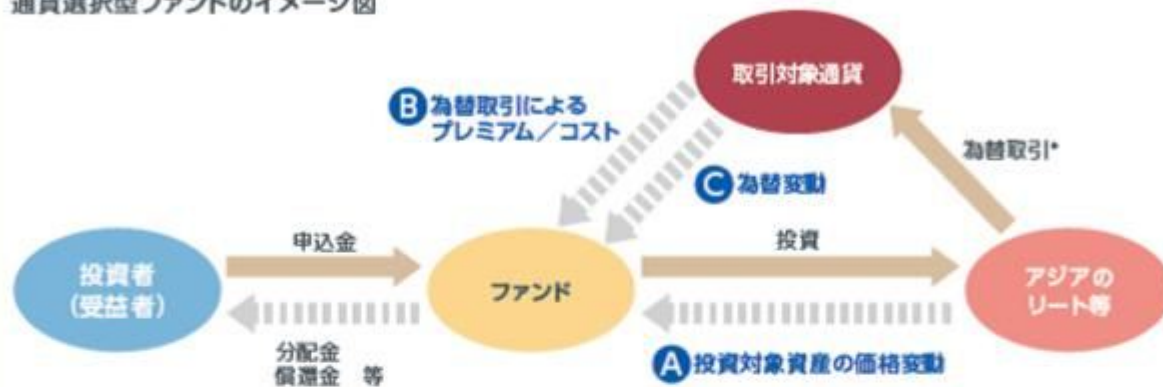 通貨選択型ファンドのイメージ図
取引対象通貨
B 為替取引による
プレミアム／コスト
為替取引*
C 為替変動
申込金
投資
投資者
(受益者)
ファンド
アジアの
リート等
分配金
償還金 等
A 投資対象資産の価格変動